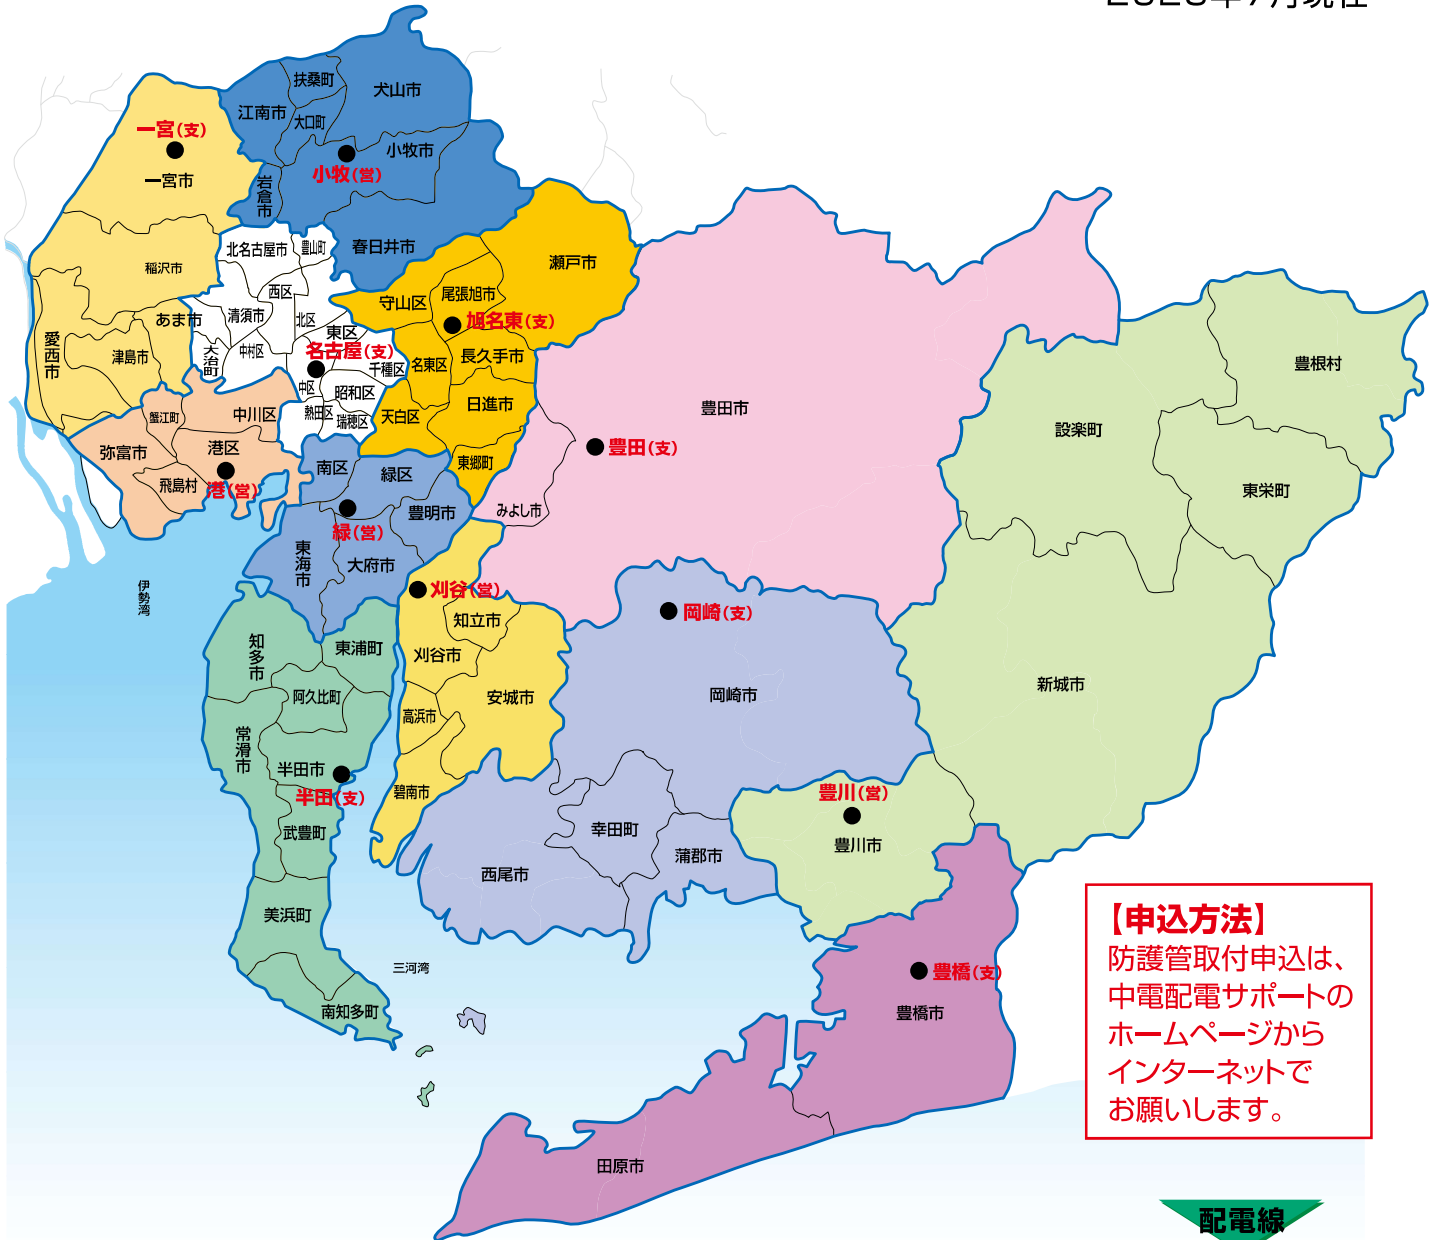 扶桑町
犬山市
江南市
大口町
一宮(支)
小牧市
小牧(営)
一宮市
岩倉市
北名古屋市
豊山町
春日井市
稲沢市
瀬戸市
西区
尾張旭市
守山区
あま市
清須市
北区
旭名東(支)
東区
愛西市
津島市
大治町
中村区
名古屋(支)
長久手市
名東区
千種区
豊根村
中区
昭和区
日進市
豊田市
蟹江町
中川区
熱田区
瑞穂区
天白区
設楽町
弥富市
港区
豊田(支)
南区
緑区
東郷町
飛島村
港(営)
東栄町
みよし市
豊明市
緑(営)
東海市
大府市
伊勢湾
刈谷(営)
岡崎(支)
知立市
知多市
東浦町
刈谷市
新城市
阿久比町
安城市
岡崎市
高浜市
常滑市
半田市
半田(支)
碧南市
豊川(営)
武豊町
幸田町
豊川市
蒲郡市
西尾市
美浜町
三河湾
豊橋(支)
南知多町
豊橋市
田原市
【申込方法】
防護管取付申込は、
中電配電サポートの
ホームページから
インターネットで
お願いします。
配電線